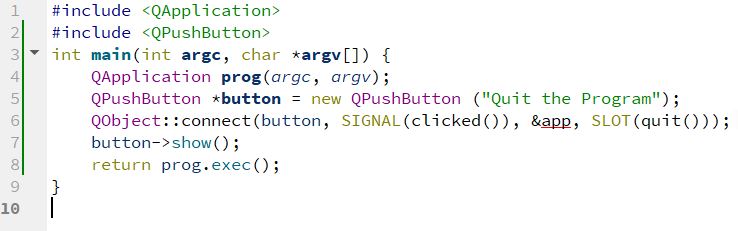 1 #include <QApplication>
2 #include <QPushButton>
3 int main(int argc, char *argv[]) {
4 QApplication prog(argc, argv);
5 QPushButton *button = new QPushButton ("Quit the Program");
6 QObject::connect(button, SIGNAL(clicked()), &app, SLOT(quit()));
7 button->show();
8 return prog.exec();
9 }
10